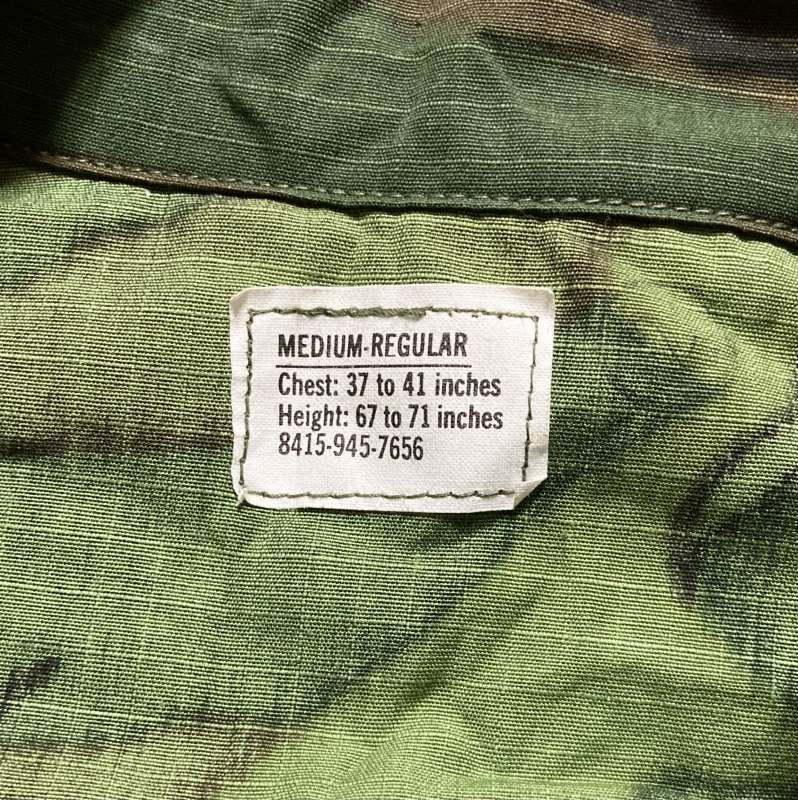 MEDIUM-REGULAR
Chest: 37 to 41 inches
Height: 67 to 71 inches
8415-945-7656